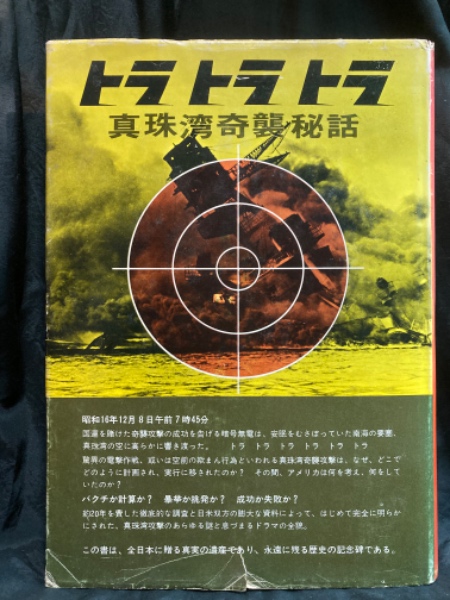 トラトラトラ
真珠湾奇襲秘話
昭和16年12月8日午前7時45分
国運を賭けた奇襲攻撃の成功を告げる暗号無電は、安眠をむさぼっていた南海の要塞、
真珠湾の空に高らかに響き渡った。 トラ トラ トラ トラ トラ
驚異の電撃作戦、或いは空前の欺まん行為といわれる真珠湾奇襲攻撃は、なぜ、どこで
どのように計画され、実行に移されたのか? その間、アメリカは何を考え、何をして
いたのか?
バクチか計算か? 暴挙か挑発か? 成功か失敗か?
約20年を費した徹底的な調査と日米双方の膨大な資料によって、はじめて完全に明らか
にされた、真珠湾攻撃のあらゆる謎と息づまるドラマの全貌。
この書は、全日本に贈る真実の遺産であり、永遠に残る歴史の記念碑である。